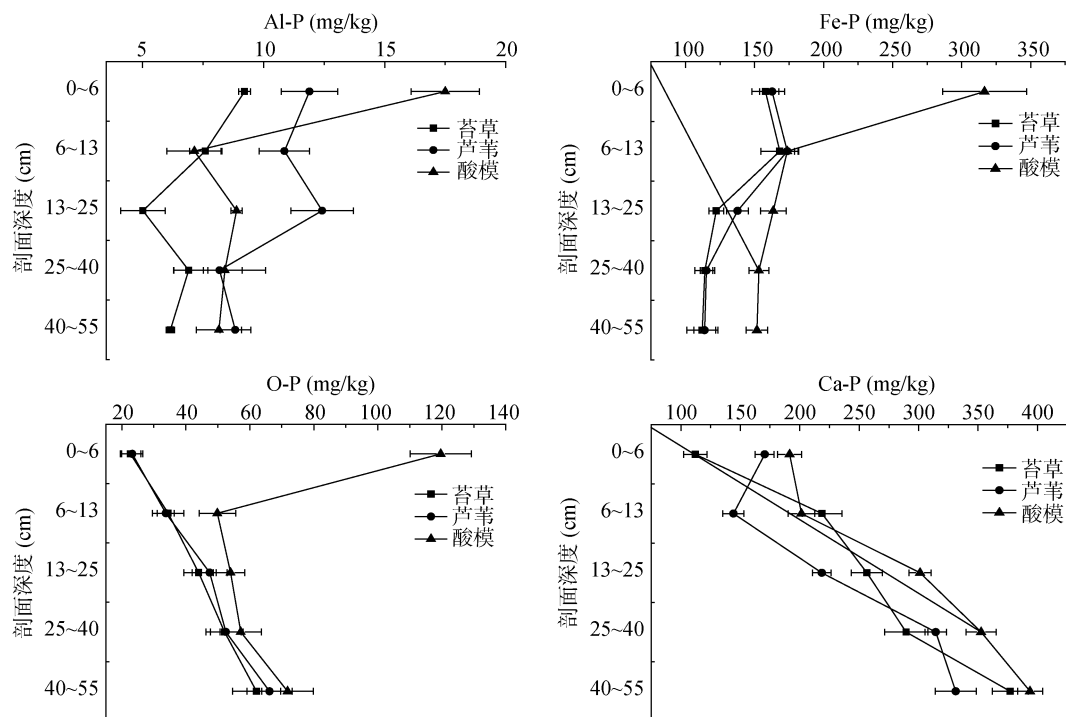 Al-P (mg/kg)
5 10 15 20
剖面深度 (cm)
0~6
6~13
13~25
25~40
40~55
苔草
芦苇
酸模
Fe-P (mg/kg)
100 150 200 250 300 350
剖面深度 (cm)
0~6
6~13
13~25
25~40
40~55
苔草
芦苇
酸模
O-P (mg/kg)
20 40 60 80 100 120 140
剖面深度 (cm)
0~6
6~13
13~25
25~40
40~55
苔草
芦苇
酸模
Ca-P (mg/kg)
100 150 200 250 300 350 400
剖面深度 (cm)
0~6
6~13
13~25
25~40
40~55
苔草
芦苇
酸模